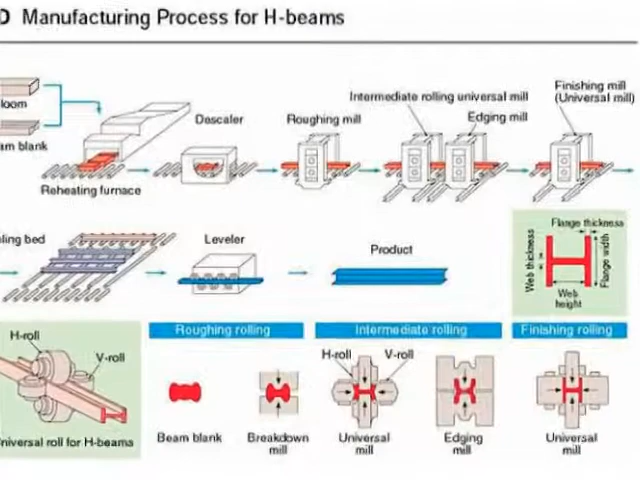 D Manufacturing Process for H-beams
Finishing mill
(Universal mill)
Intermediate rolling universal mill
loom
Descaler
Roughing mill
Edging mill
am blank
Reheating furnace
ling bed
Leveler
Product
Flange thickness
Web thickness
Flange width
Web
height
Roughing rolling
Intermediate rolling
Finishing rolling
H-roll
V-roll
H-roll
V-roll
niversal roll for H-beams
Beam blank
Breakdown
mill
Universal
mill
Edging
mill
Universal
mill